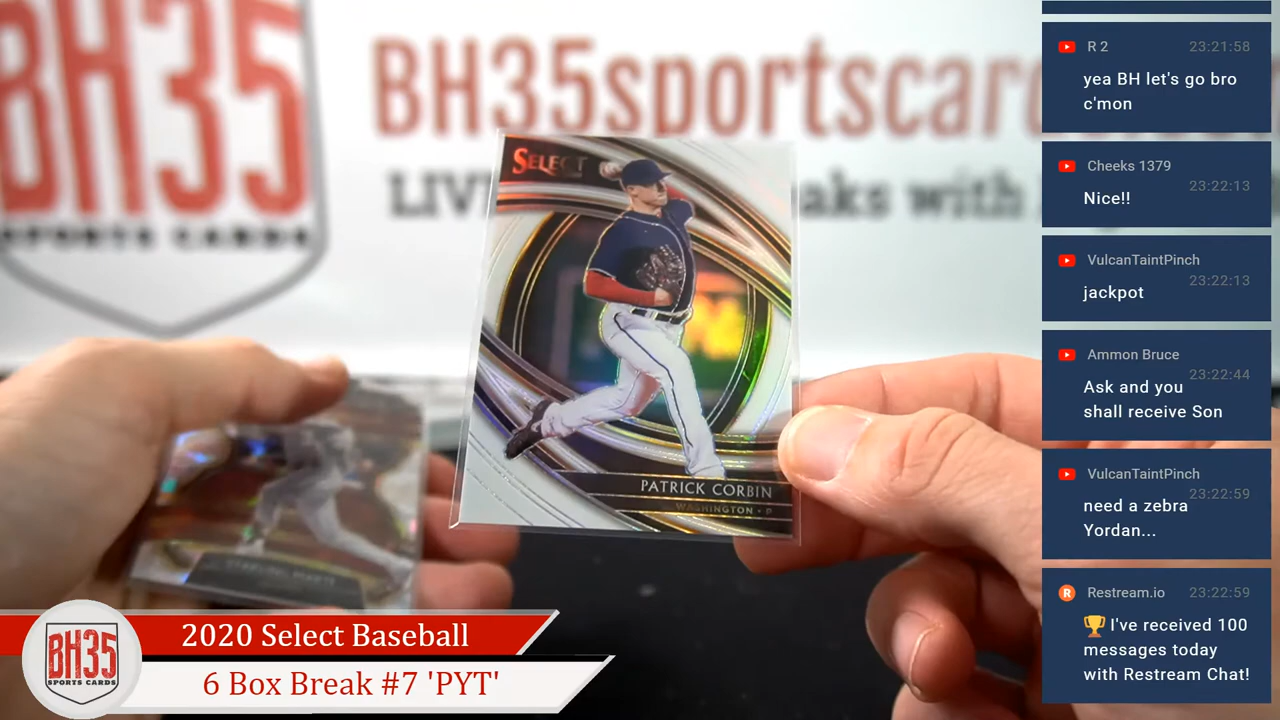 BH35
SPORTS CARDS
BH35sportscar
LIV
aks with
SELECT
PATRICK CORBIN
WASHINGTON • P
STARLING MARTE
R 2 23:21:58
yea BH let's go bro
c'mon
Cheeks 1379 23:22:13
Nice!!
VulcanTaintPinch 23:22:13
jackpot
Ammon Bruce 23:22:44
Ask and you
shall receive Son
VulcanTaintPinch 23:22:59
need a zebra
Yordan...
Restream.io 23:22:59
🏆 I've received 100
messages today
with Restream Chat!
BH35
SPORTS CARDS
2020 Select Baseball
6 Box Break #7 'PYT'